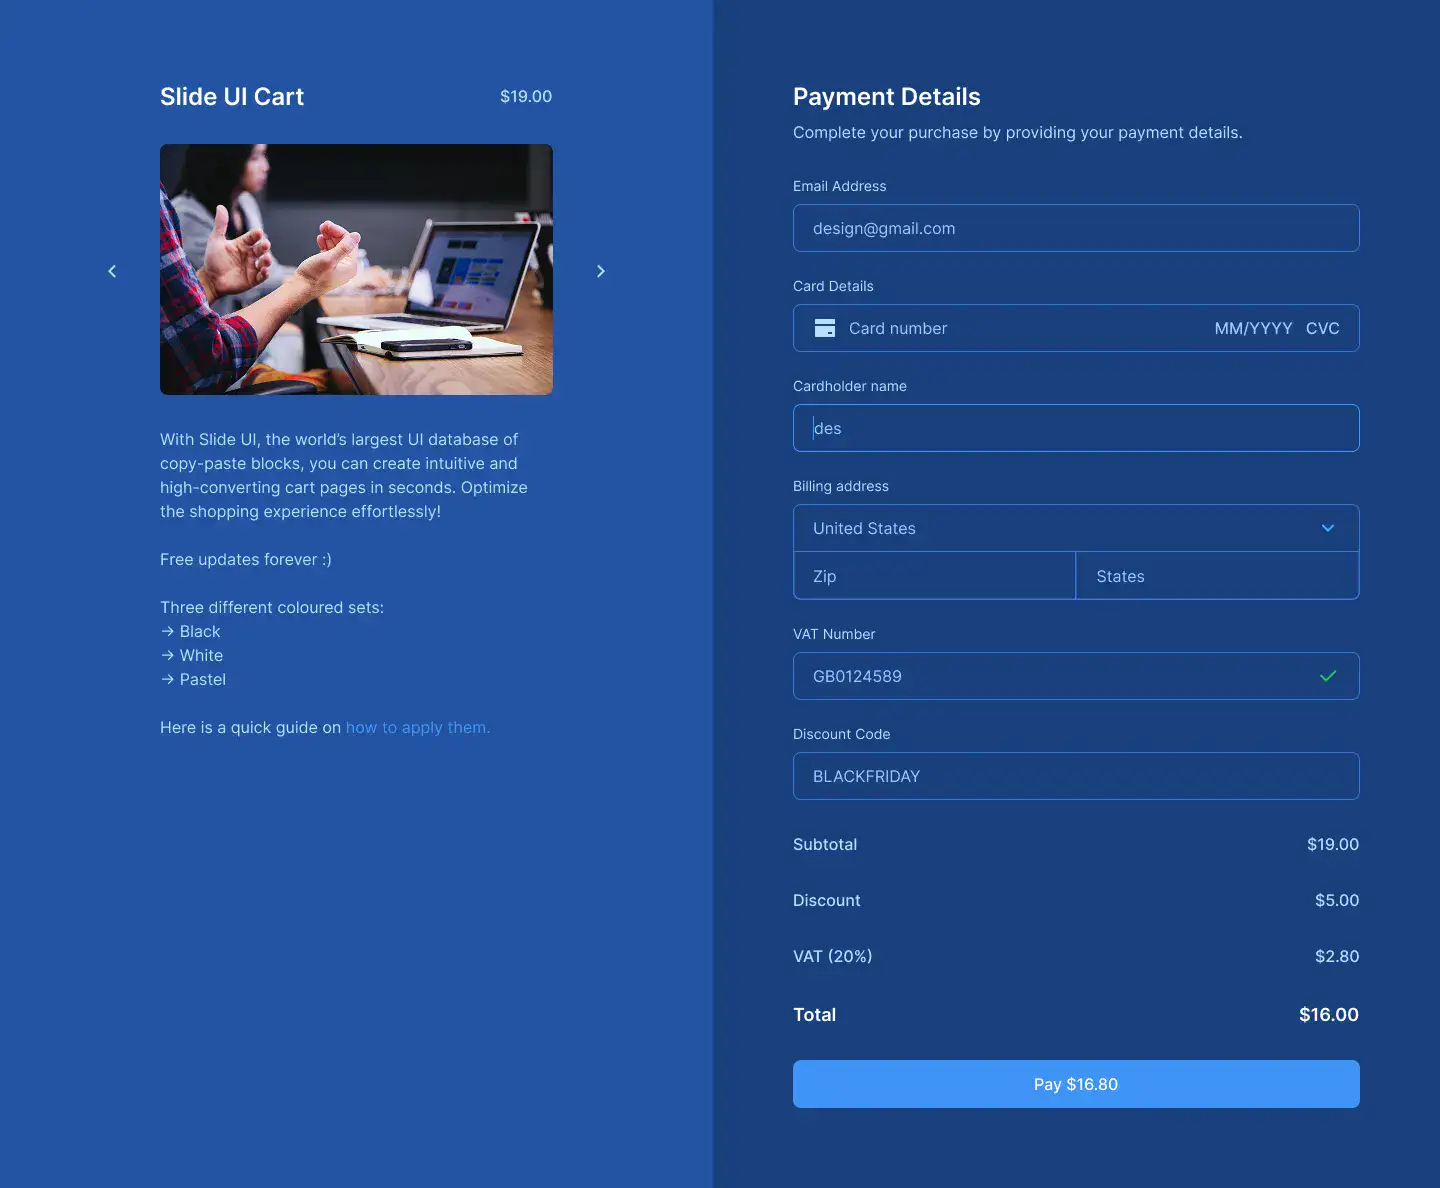 Slide UI Cart
$19.00
With Slide UI, the world’s largest UI database of
copy-paste blocks, you can create intuitive and
high-converting cart pages in seconds. Optimize
the shopping experience effortlessly!
Free updates forever :)
Three different coloured sets:
→ Black
→ White
→ Pastel
Here is a quick guide on how to apply them.
Payment Details
Complete your purchase by providing your payment details.
Email Address
design@gmail.com
Card Details
Card number MM/YYYY CVC
Cardholder name
des
Billing address
United States
Zip States
VAT Number
GB0124589
Discount Code
BLACKFRIDAY
Subtotal $19.00
Discount $5.00
VAT (20%) $2.80
Total $16.00
Pay $16.80